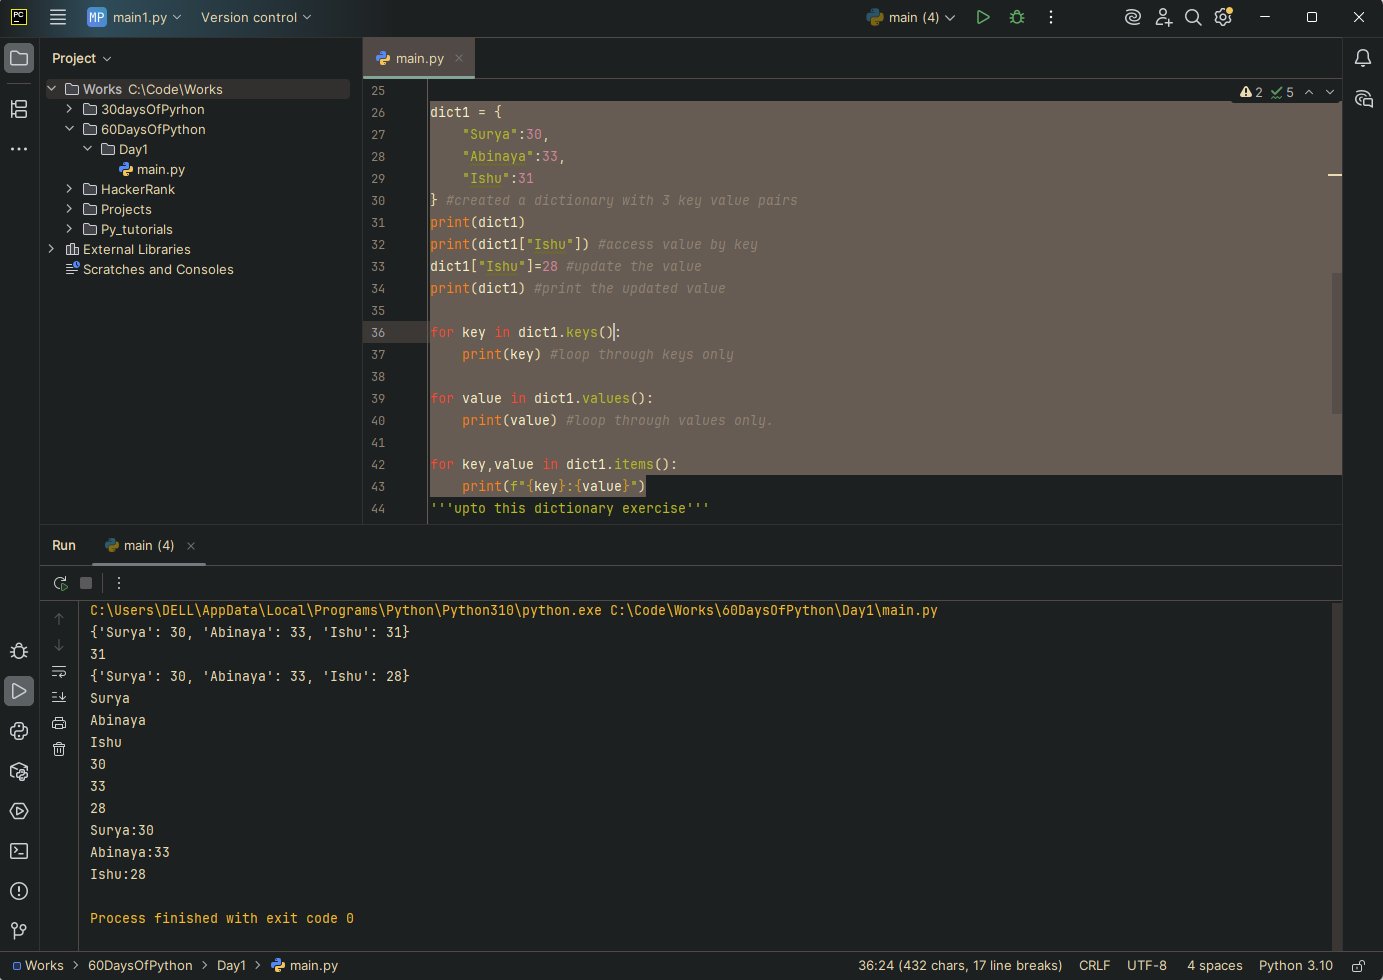 PC MP main1.py Version control main (4)
Project
main.py
Works C:\Code\Works
30daysOfPyrhon
60DaysOfPython
Day1
main.py
HackerRank
Projects
Py_tutorials
External Libraries
Scratches and Consoles
2 5
25
26 dict1 = {
27 "Surya":30,
28 "Abinaya":33,
29 "Ishu":31
30 } #created a dictionary with 3 key value pairs
31 print(dict1)
32 print(dict1["Ishu"]) #access value by key
33 dict1["Ishu"]=28 #update the value
34 print(dict1) #print the updated value
35
36 for key in dict1.keys():
37 print(key) #loop through keys only
38
39 for value in dict1.values():
40 print(value) #loop through values only.
41
42 for key,value in dict1.items():
43 print(f"{key}:{value}")
44 '''upto this dictionary exercise'''
Run main (4)
C:\Users\DELL\AppData\Local\Programs\Python\Python310\python.exe C:\Code\Works\60DaysOfPython\Day1\main.py
{'Surya': 30, 'Abinaya': 33, 'Ishu': 31}
31
{'Surya': 30, 'Abinaya': 33, 'Ishu': 28}
Surya
Abinaya
Ishu
30
33
28
Surya:30
Abinaya:33
Ishu:28
Process finished with exit code 0
Works > 60DaysOfPython > Day1 > main.py 36:24 (432 chars, 17 line breaks) CRLF UTF-8 4 spaces Python 3.10